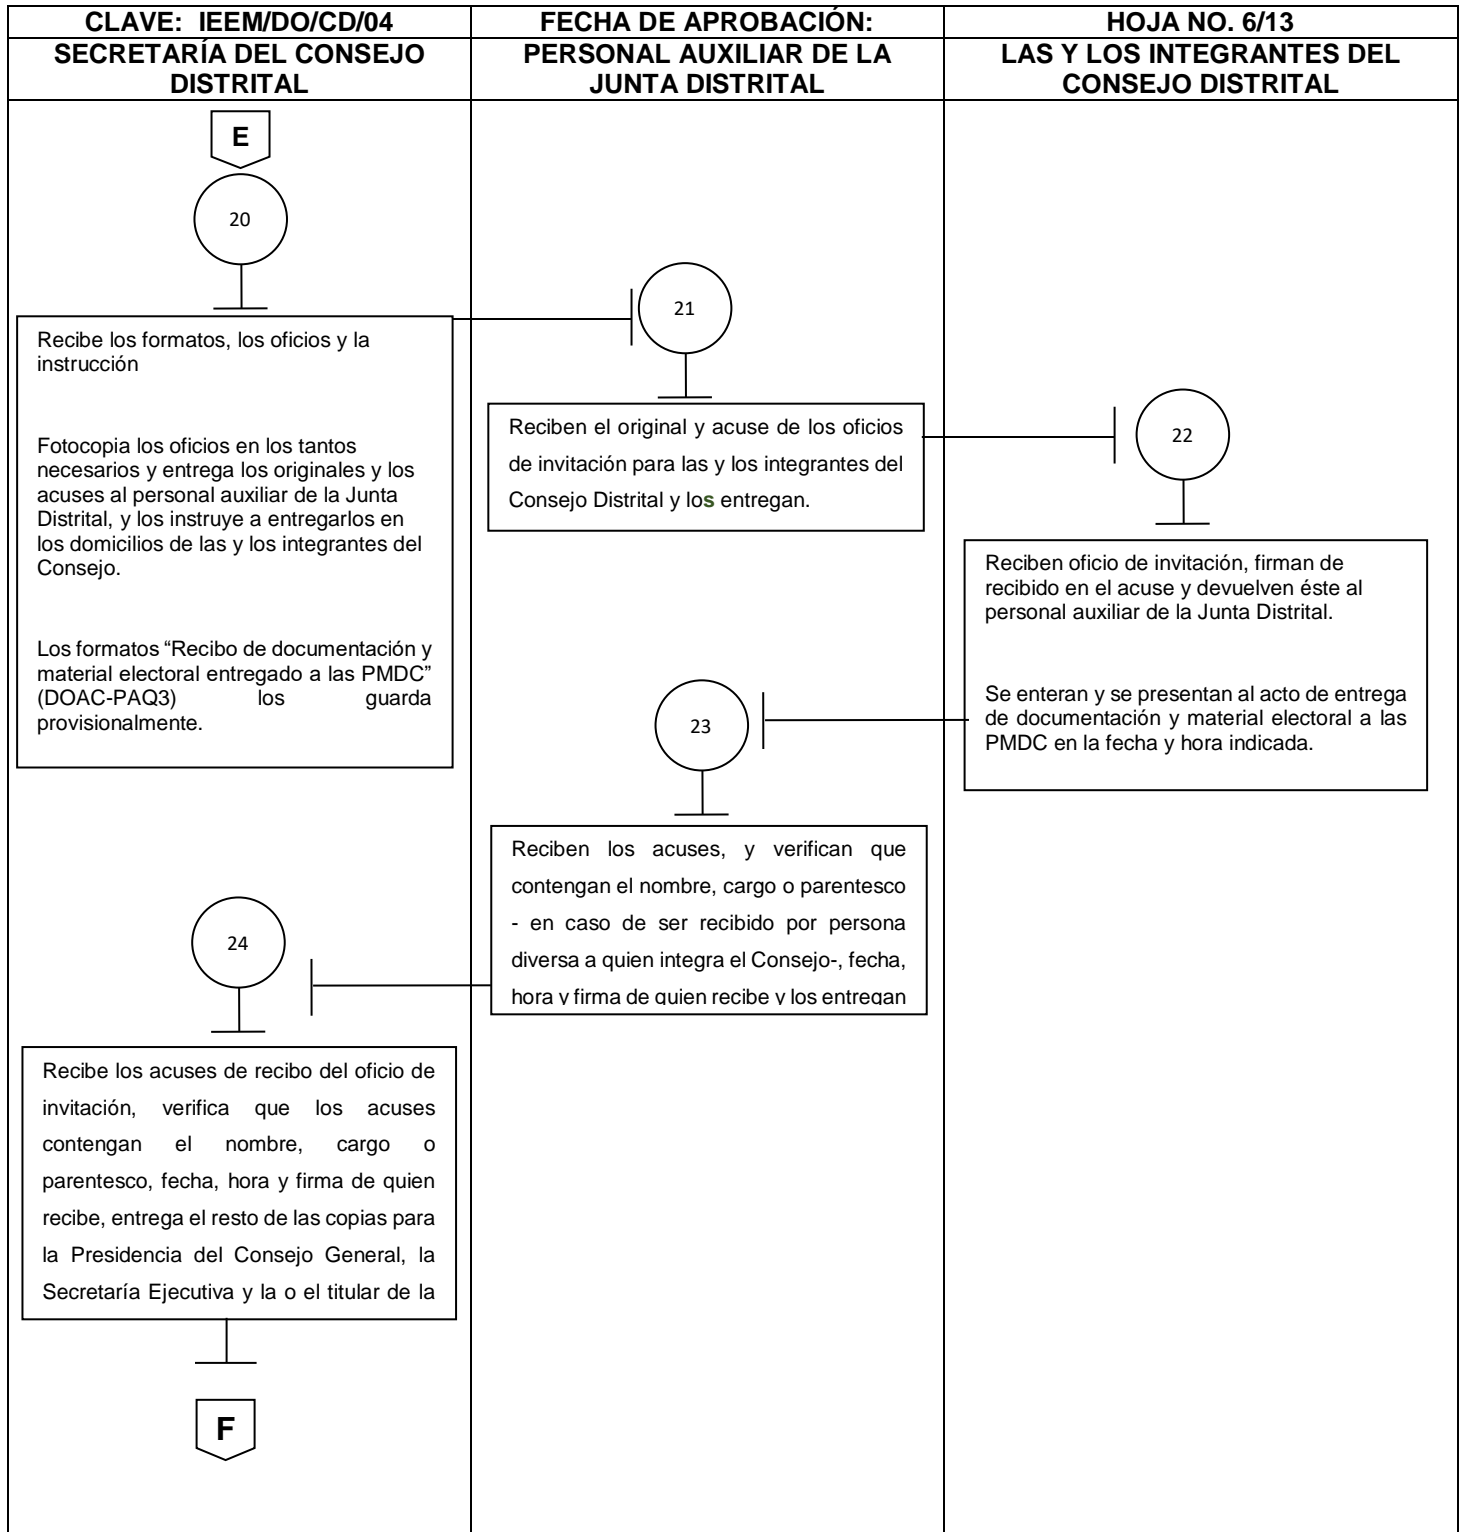 CLAVE: IEEM/DO/CD/04
FECHA DE APROBACIÓN:
HOJA NO. 6/13
SECRETARÍA DEL CONSEJO
DISTRITAL
PERSONAL AUXILIAR DE LA
JUNTA DISTRITAL
LAS Y LOS INTEGRANTES DEL
CONSEJO DISTRITAL
E
20
Recibe los formatos, los oficios y la
instrucción
Fotocopia los oficios en los tantos
necesarios y entrega los originales y los
acuses al personal auxiliar de la Junta
Distrital, y los instruye a entregarlos en
los domicilios de las y los integrantes del
Consejo.
Los formatos “Recibo de documentación y
material electoral entregado a las PMDC”
(DOAC-PAQ3) los guarda
provisionalmente.
21
Reciben el original y acuse de los oficios
de invitación para las y los integrantes del
Consejo Distrital y los entregan.
22
Reciben oficio de invitación, firman de
recibido en el acuse y devuelven éste al
personal auxiliar de la Junta Distrital.
Se enteran y se presentan al acto de entrega
de documentación y material electoral a las
PMDC en la fecha y hora indicada.
23
Reciben los acuses, y verifican que
contengan el nombre, cargo o parentesco
- en caso de ser recibido por persona
diversa a quien integra el Consejo-, fecha,
hora y firma de quien recibe y los entregan
24
Recibe los acuses de recibo del oficio de
invitación, verifica que los acuses
contengan el nombre, cargo o
parentesco, fecha, hora y firma de quien
recibe, entrega el resto de las copias para
la Presidencia del Consejo General, la
Secretaría Ejecutiva y la o el titular de la
F